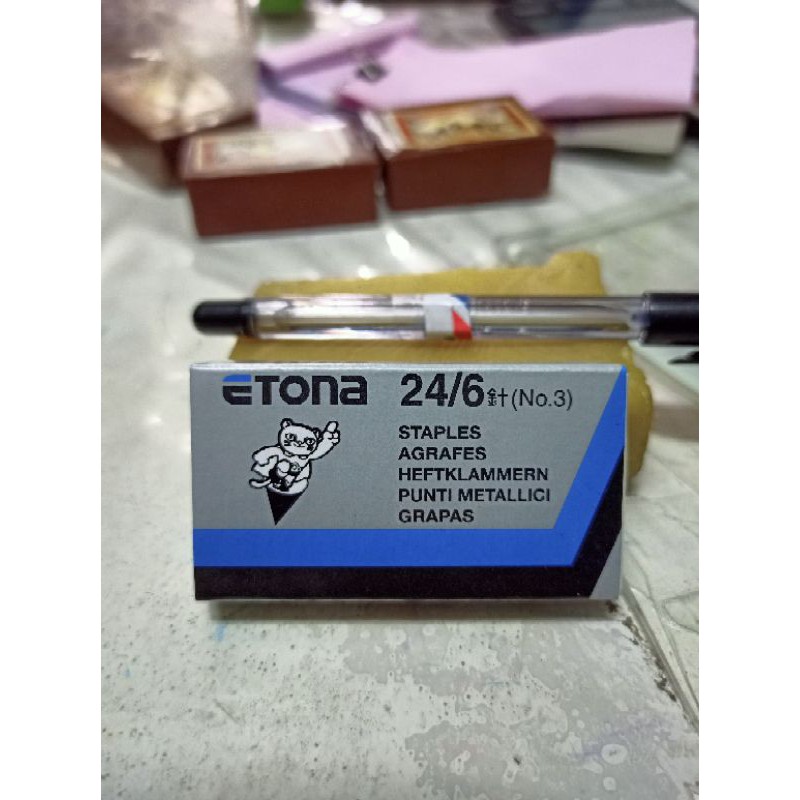 ETONA
24/6針(No.3)
STAPLES
AGRAFES
HEFTKLAMMERN
PUNTI METALLICI
GRAPAS